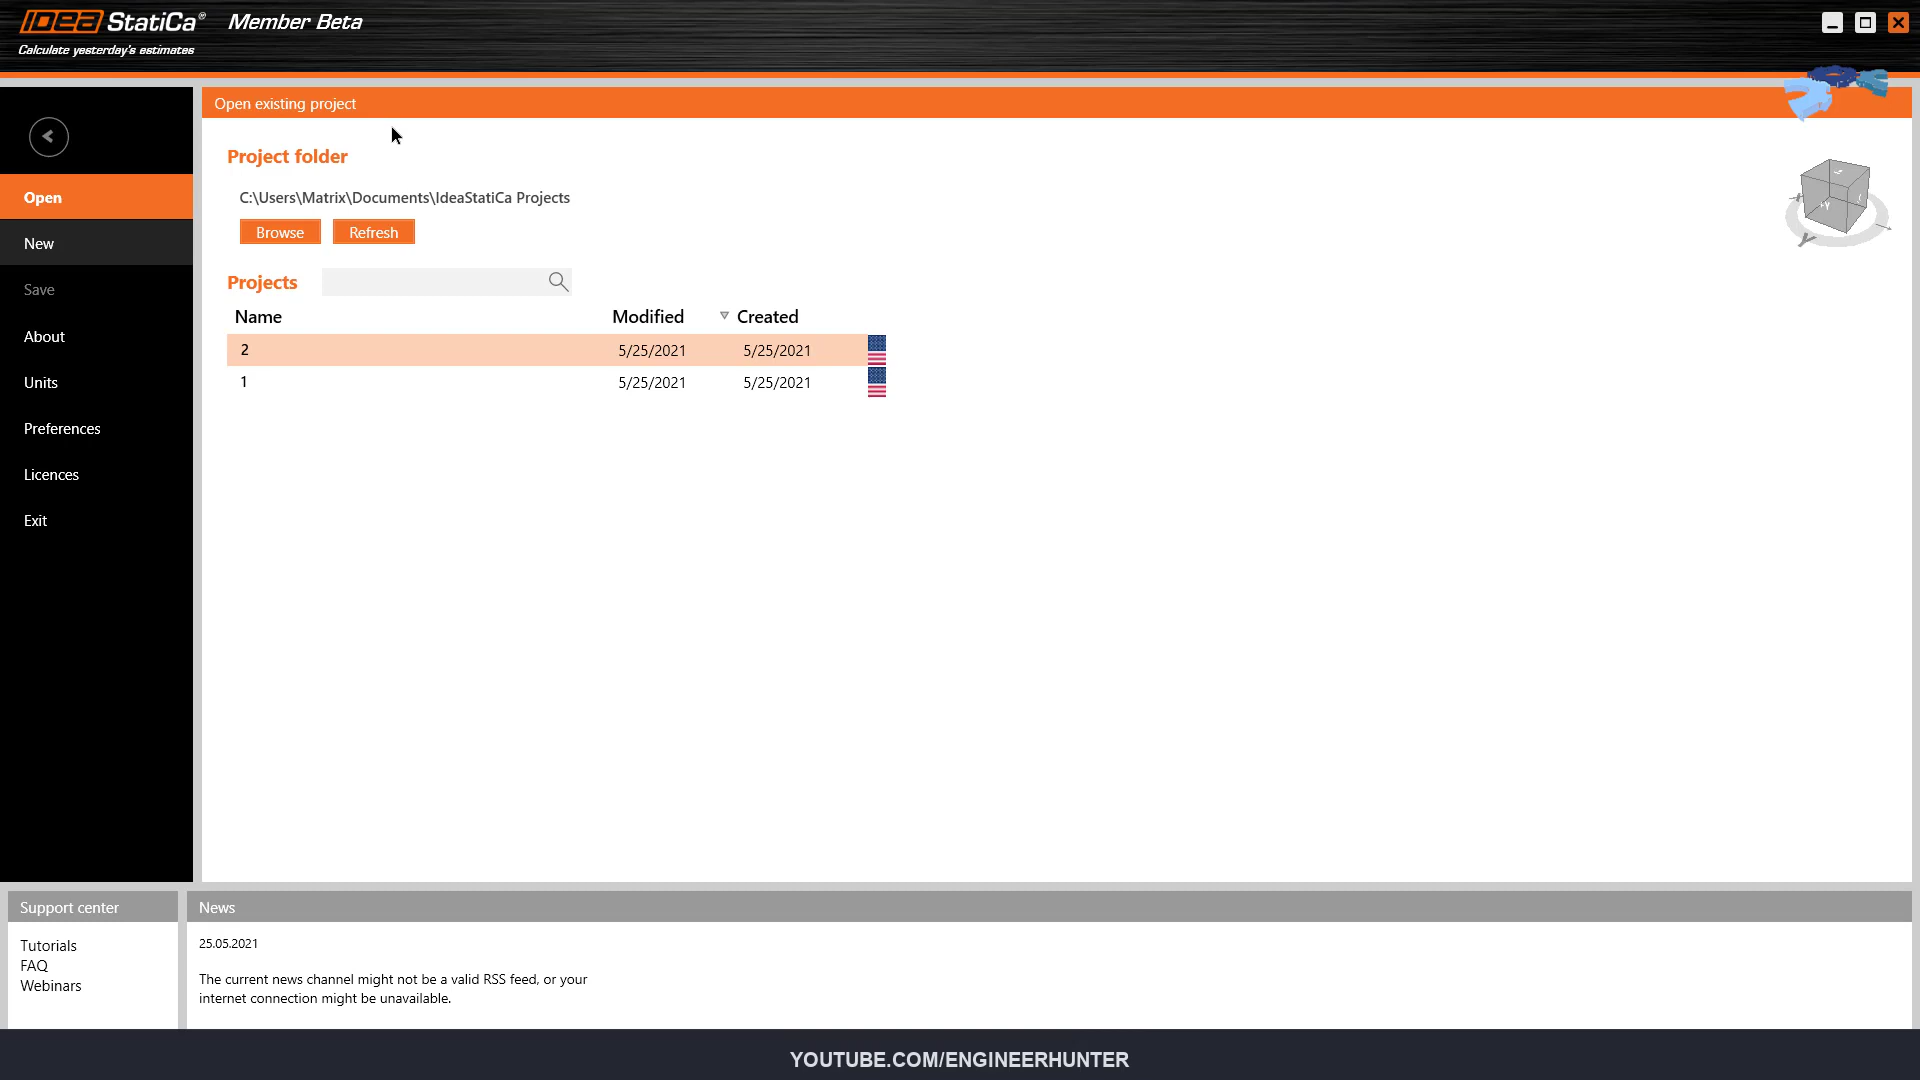 IDEA StatiCa® Member Beta
Calculate yesterday's estimates
Open existing project
Project folder
C:\Users\Matrix\Documents\IdeaStatiCa Projects
Browse Refresh
Projects
Name Modified Created
2 5/25/2021 5/25/2021
1 5/25/2021 5/25/2021
Open
New
Save
About
Units
Preferences
Licences
Exit
Support center
Tutorials
FAQ
Webinars
News
25.05.2021
The current news channel might not be a valid RSS feed, or your
internet connection might be unavailable.
YOUTUBE.COM/ENGINEERHUNTER